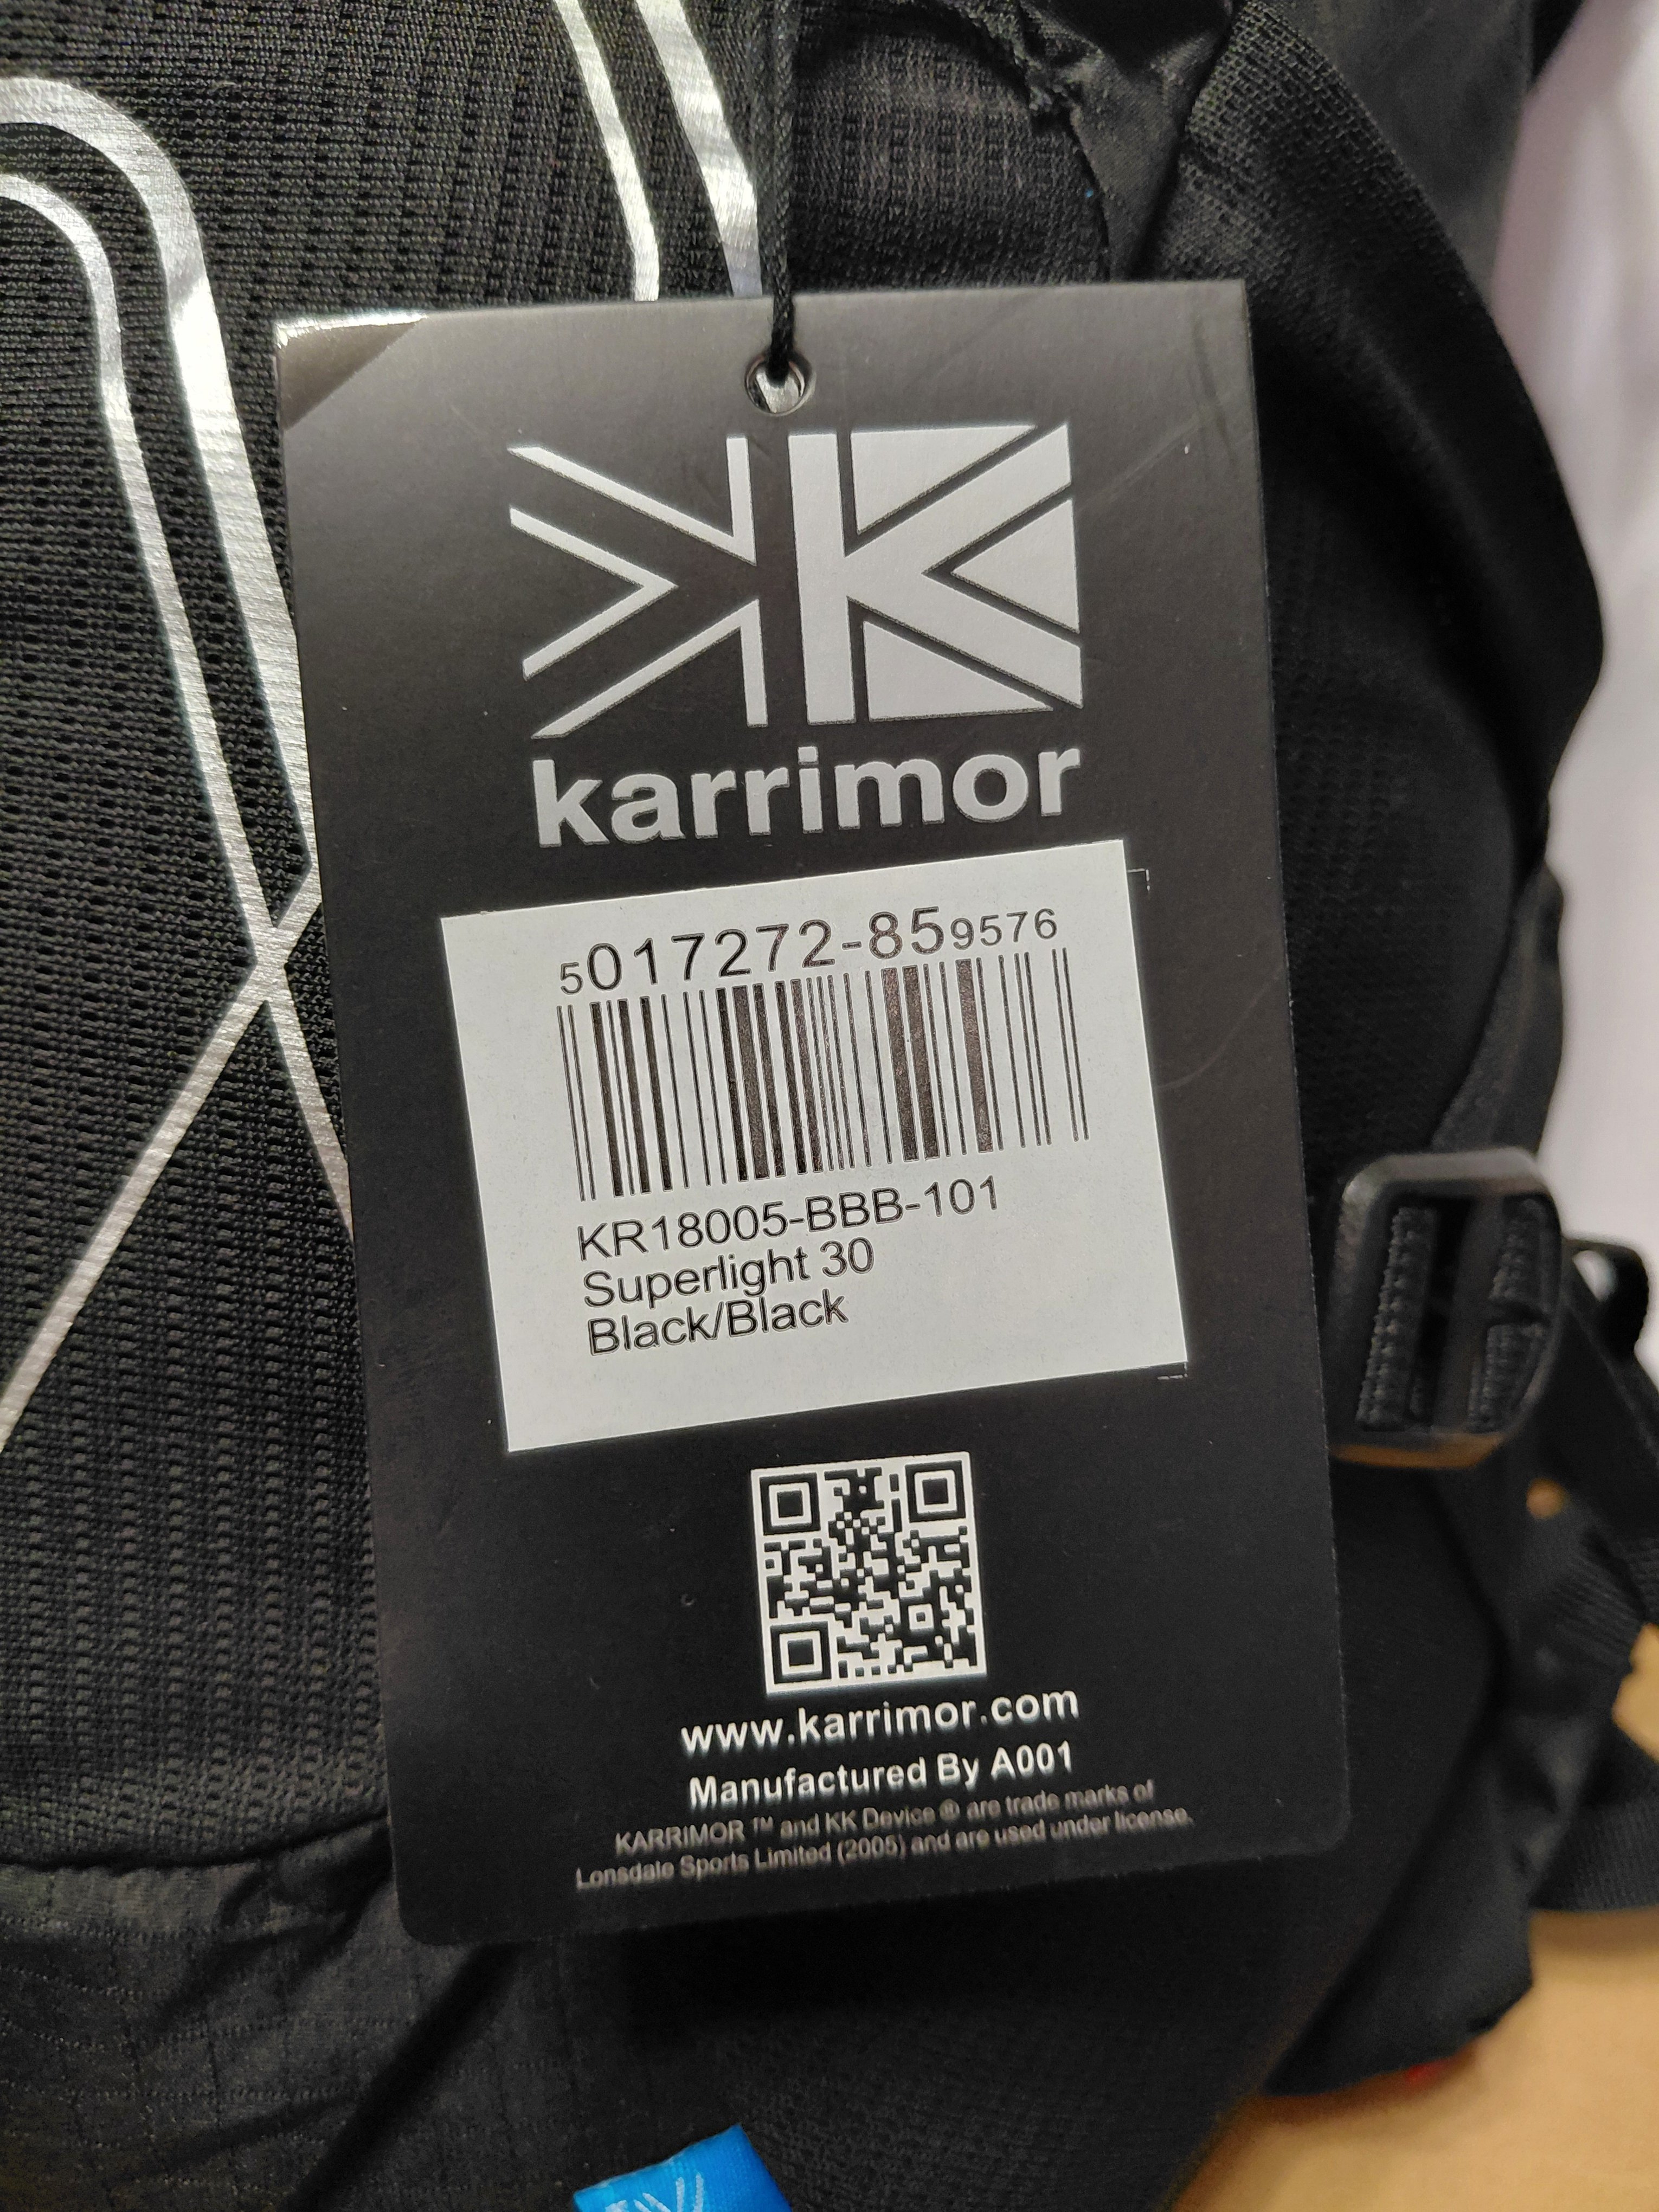 karrimor
5017272-859576
KR18005-BBB-101
Superlight 30
Black/Black
www.karrimor.com
Manufactured By A001
KARRIMOR ™ and KK Device ® are trade marks of
Lonsdale Sports Limited (2005) and are used under license.